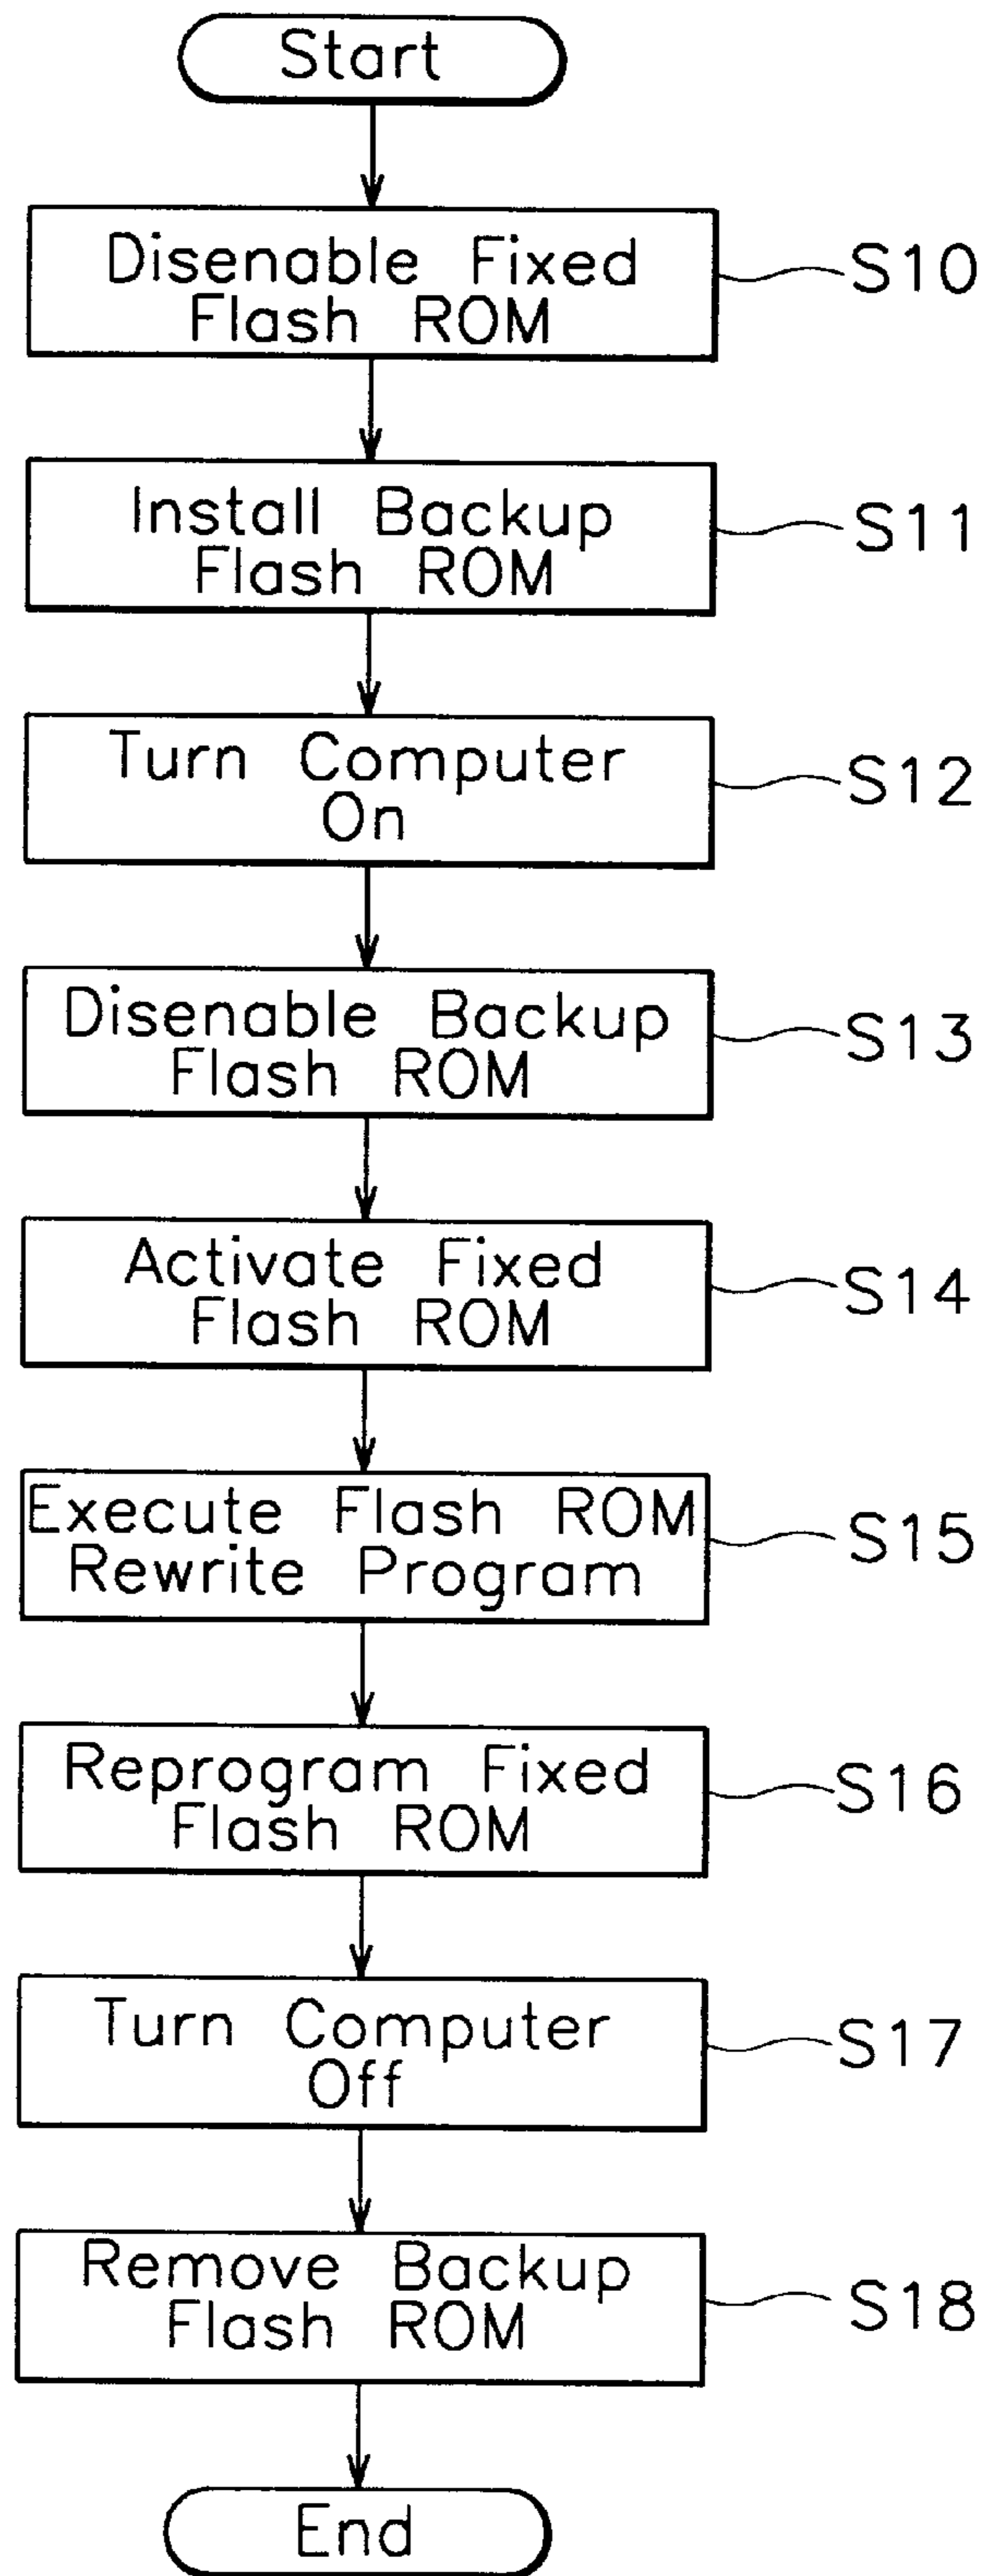 Start
Disenable Fixed
Flash ROM
S10
Install Backup
Flash ROM
S11
Turn Computer
On
S12
Disenable Backup
Flash ROM
S13
Activate Fixed
Flash ROM
S14
Execute Flash ROM
Rewrite Program
S15
Reprogram Fixed
Flash ROM
S16
Turn Computer
Off
S17
Remove Backup
Flash ROM
S18
End